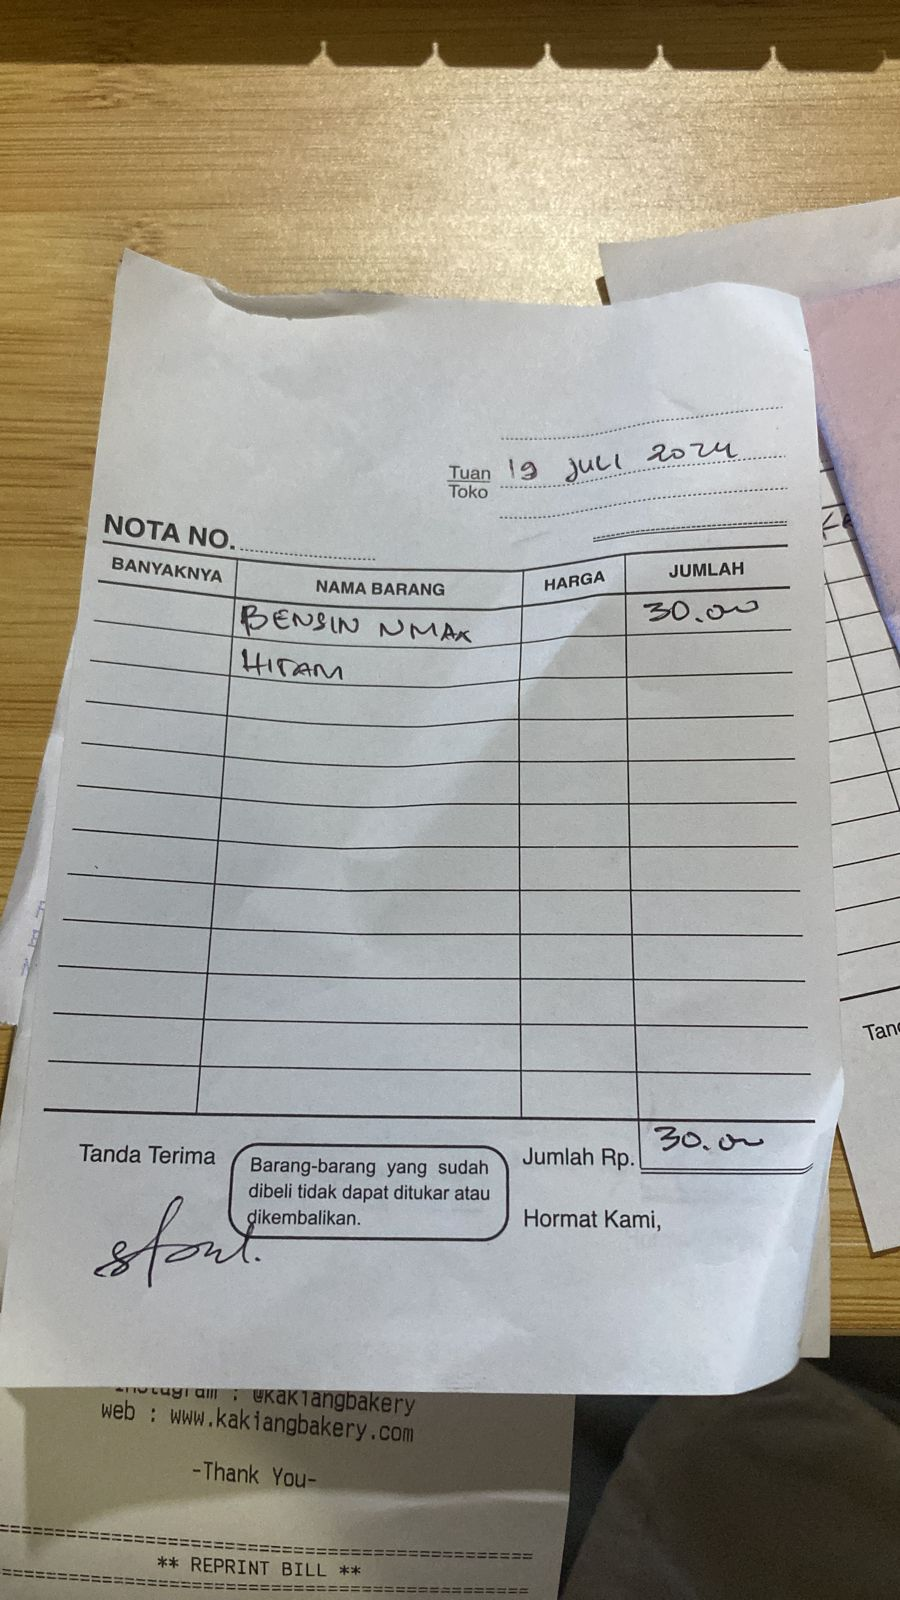 Tuan
Toko
19 JULI 2024
NOTA NO.
BANYAKNYA NAMA BARANG HARGA JUMLAH
BENSIN NMAX 30.000
HITAM
Tanda Terima
Barang-barang yang sudah
dibeli tidak dapat ditukar atau
dikembalikan.
Jumlah Rp. 30.000
Hormat Kami,
Instagram : @kakiangbakery
web : www.kakiangbakery.com
-Thank You-
** REPRINT BILL **